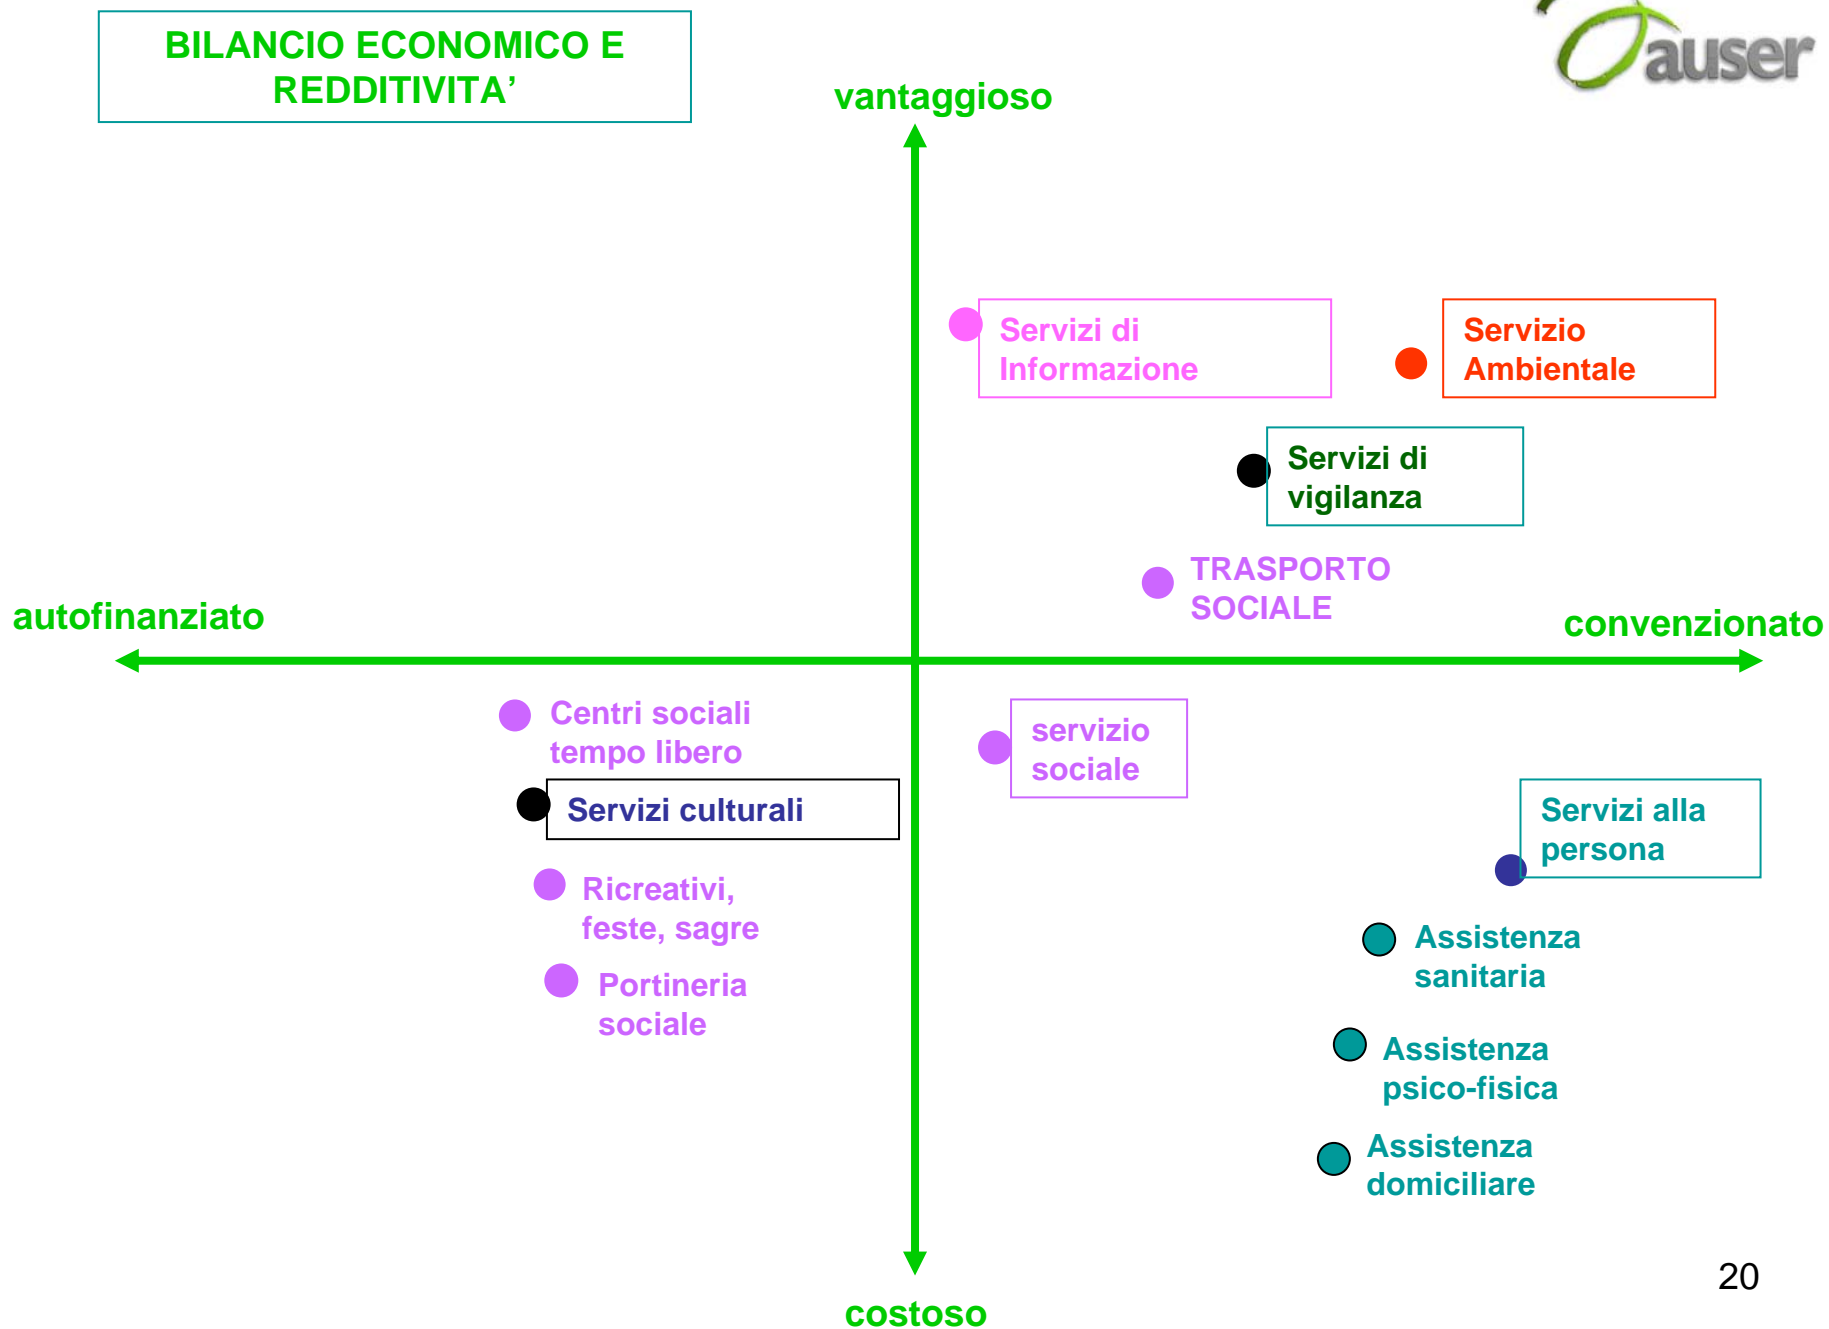 BILANCIO ECONOMICO E
REDDITIVITA’
auser
vantaggioso
Servizi di
Informazione
Servizio
Ambientale
Servizi di
vigilanza
TRASPORTO
SOCIALE
autofinanziato
convenzionato
Centri sociali
tempo libero
servizio
sociale
Servizi culturali
Servizi alla
persona
Ricreativi,
feste, sagre
Assistenza
sanitaria
Portineria
sociale
Assistenza
psico-fisica
Assistenza
domiciliare
20
costoso